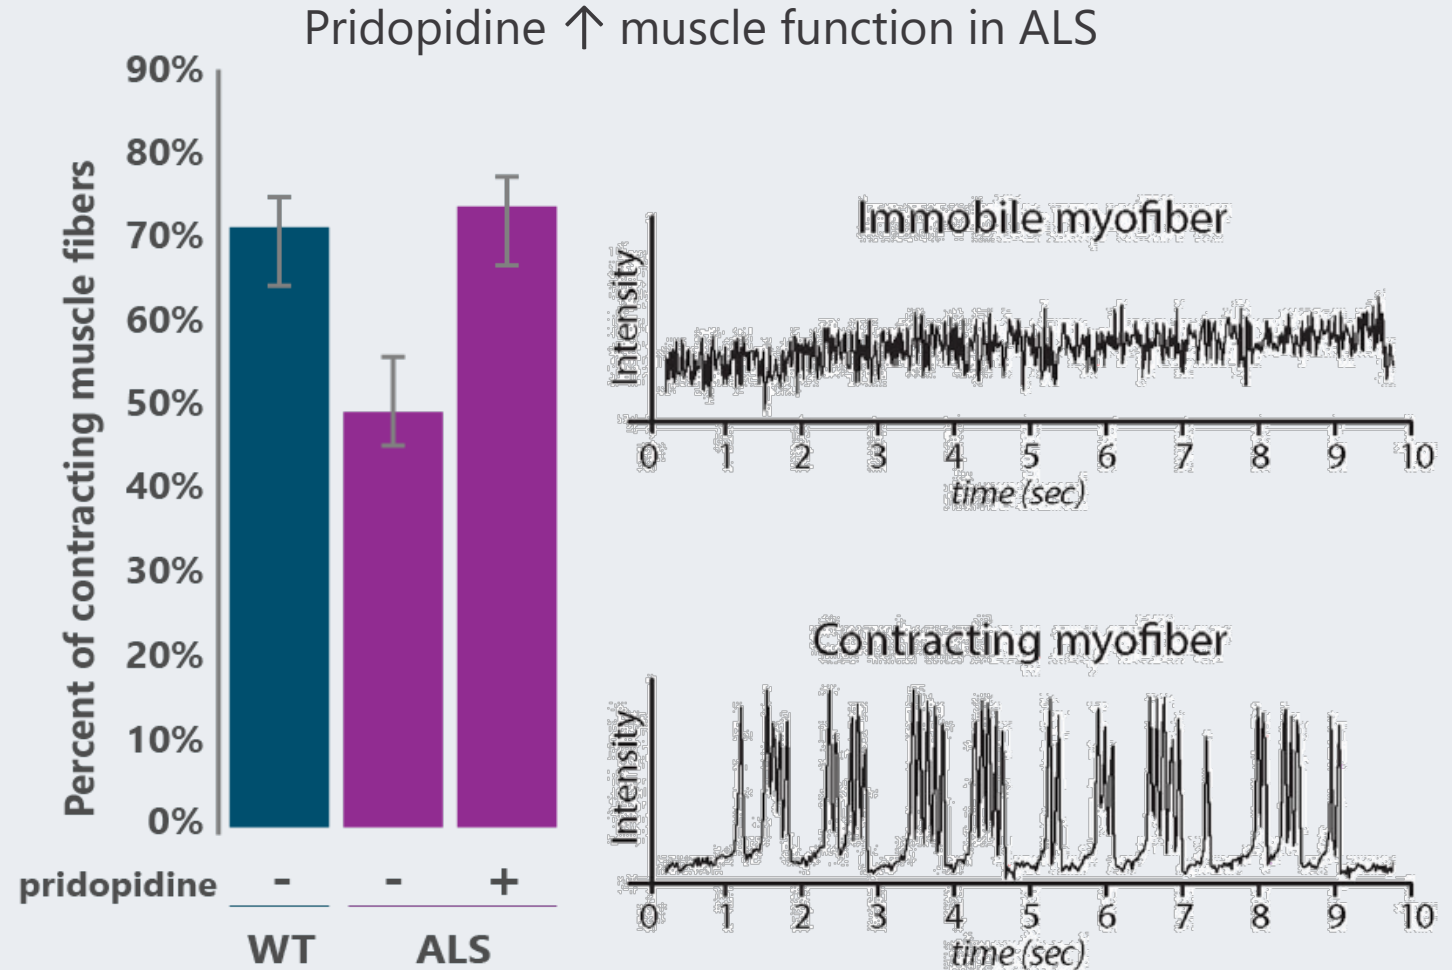 Pridopidine ↑ muscle function in ALS
Percent of contracting muscle fibers
90%
80%
70%
60%
50%
40%
30%
20%
10%
0%
pridopidine - - +
WT ALS
Immobile myofiber
Intensity
0 1 2 3 4 5 6 7 8 9 10
time (sec)
Contracting myofiber
Intensity
0 1 2 3 4 5 6 7 8 9 10
time (sec)